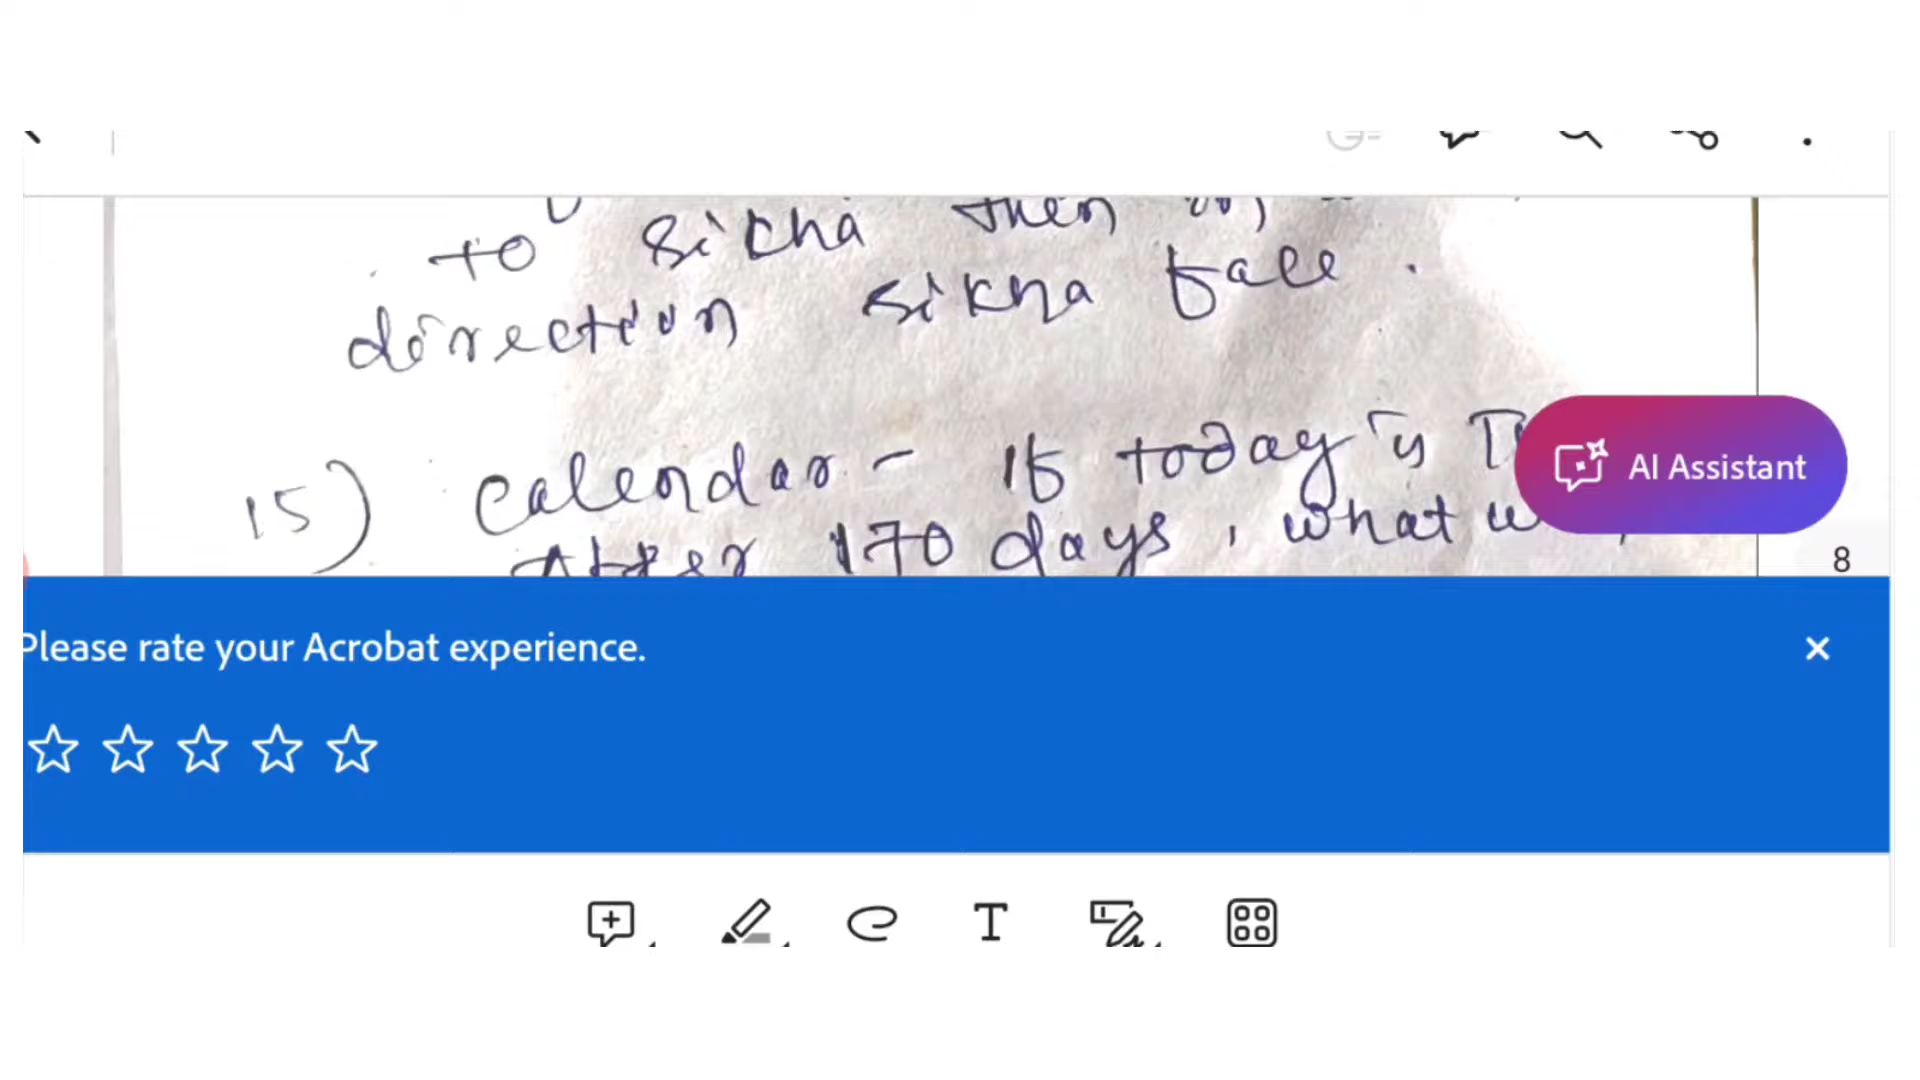 to Sikha then
direction Sikha face.
15) Calendar - If today is
After 170 days, what
AI Assistant
8
Please rate your Acrobat experience.
T